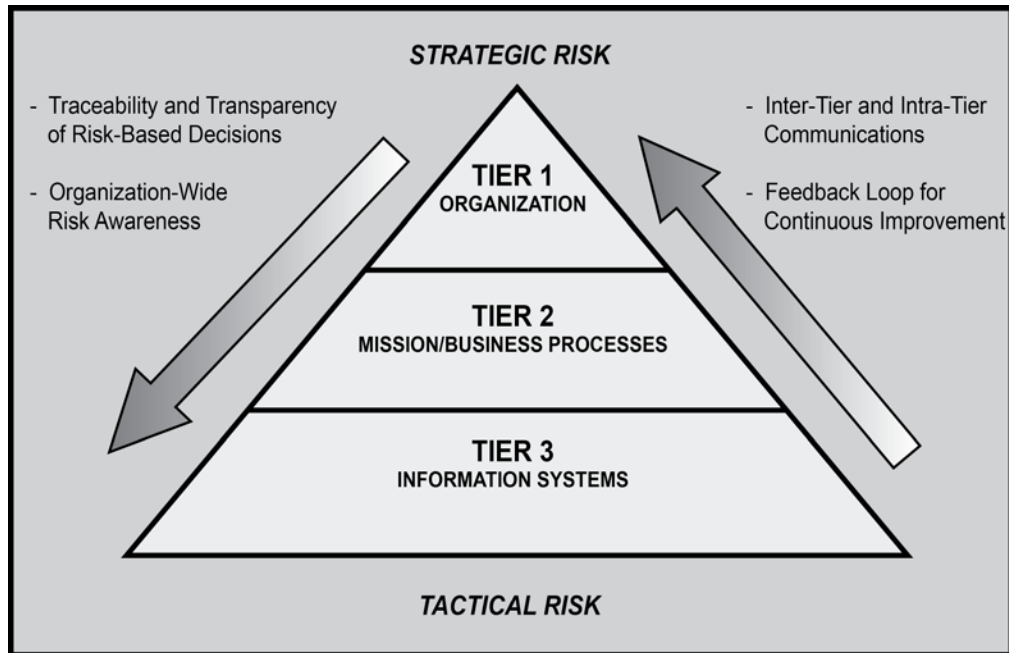 STRATEGIC RISK
- Traceability and Transparency
of Risk-Based Decisions
- Organization-Wide
Risk Awareness
- Inter-Tier and Intra-Tier
Communications
- Feedback Loop for
Continuous Improvement
TIER 1
ORGANIZATION
TIER 2
MISSION/BUSINESS PROCESSES
TIER 3
INFORMATION SYSTEMS
TACTICAL RISK